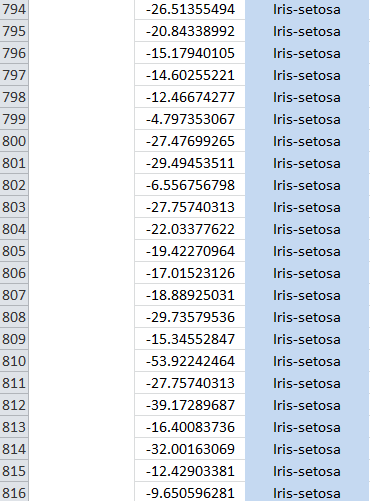 794 -26.51355494 Iris-setosa
795 -20.84338992 Iris-setosa
796 -15.17940105 Iris-setosa
797 -14.60255221 Iris-setosa
798 -12.46674277 Iris-setosa
799 -4.797353067 Iris-setosa
800 -27.47699265 Iris-setosa
801 -29.49453511 Iris-setosa
802 -6.556756798 Iris-setosa
803 -27.75740313 Iris-setosa
804 -22.03377622 Iris-setosa
805 -19.42270964 Iris-setosa
806 -17.01523126 Iris-setosa
807 -18.88925031 Iris-setosa
808 -29.73579536 Iris-setosa
809 -15.34552847 Iris-setosa
810 -53.92242464 Iris-setosa
811 -27.75740313 Iris-setosa
812 -39.17289687 Iris-setosa
813 -16.40083736 Iris-setosa
814 -32.00163069 Iris-setosa
815 -12.42903381 Iris-setosa
816 -9.650596281 Iris-setosa